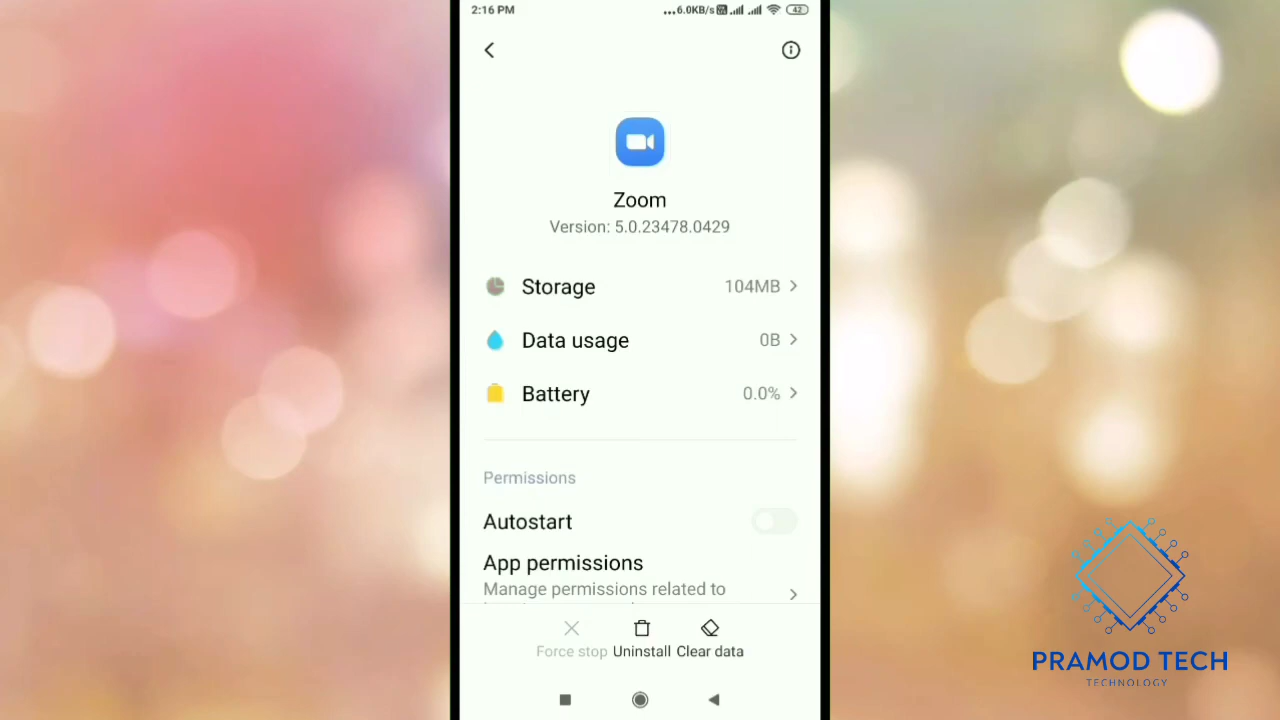 2:16 PM
...6.0KB/s
42
Zoom
Version: 5.0.23478.0429
Storage 104MB
Data usage 0B
Battery 0.0%
Permissions
Autostart
App permissions
Manage permissions related to
Force stop Uninstall Clear data
PRAMOD TECH
TECHNOLOGY